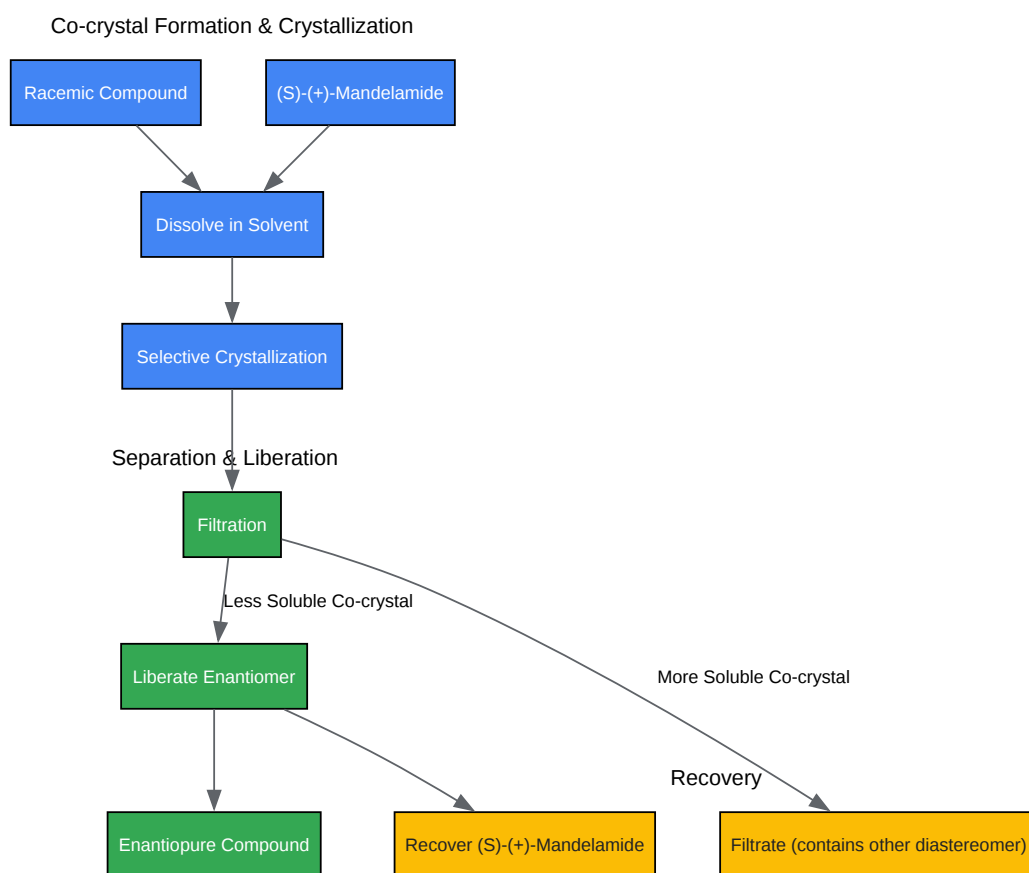 Co-crystal Formation & Crystallization
Racemic Compound
(S)-(+)-Mandelamide
Dissolve in Solvent
Selective Crystallization
Separation & Liberation
Filtration
Less Soluble Co-crystal
Liberate Enantiomer
More Soluble Co-crystal
Recovery
Enantiopure Compound
Recover (S)-(+)-Mandelamide
Filtrate (contains other diastereomer)